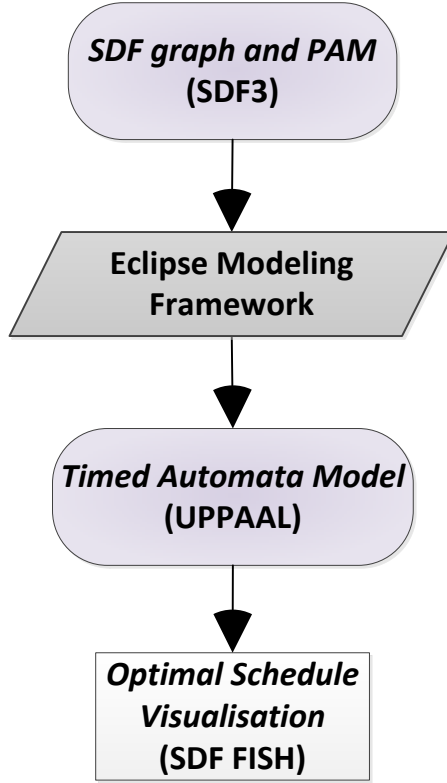 SDF graph and PAM
(SDF3)
Eclipse Modeling
Framework
Timed Automata Model
(UPPAAL)
Optimal Schedule
Visualisation
(SDF FISH)